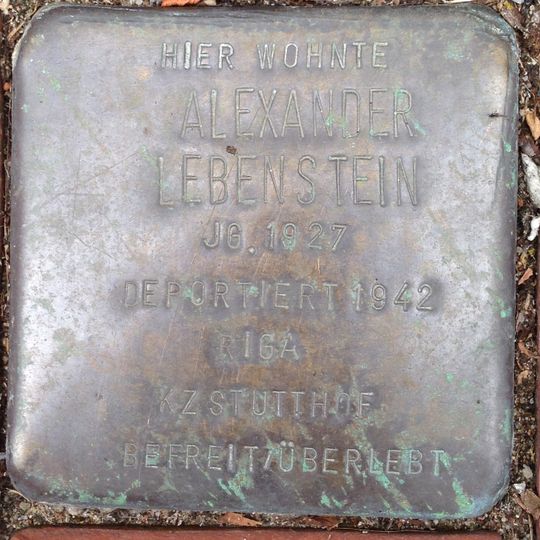 HIER WOHNTE
ALEXANDER
LEBENSTEIN
JG. 1927
DEPORTIERT 1942
RIGA
KZ STUTTHOF
BEFREIT/ÜBERLEBT